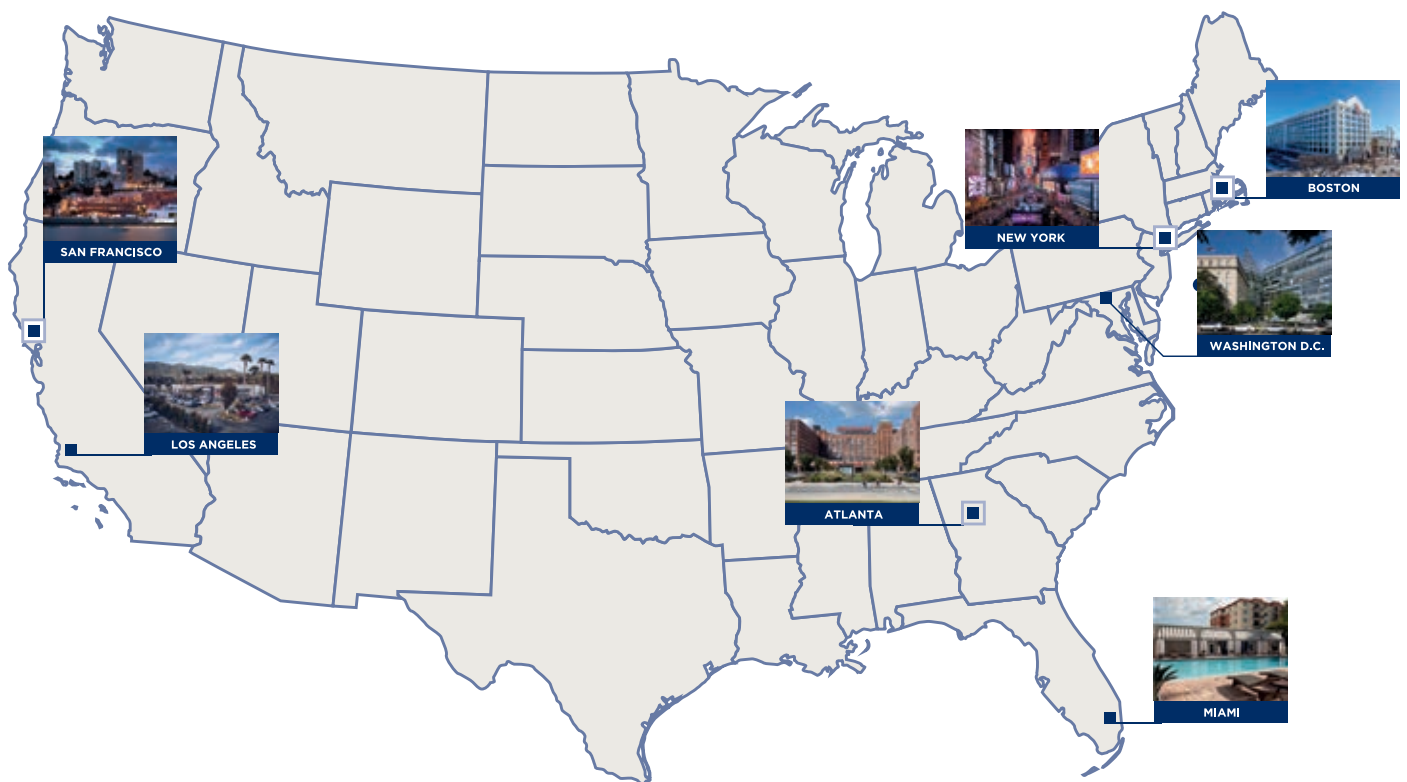 SAN FRANCISCO
LOS ANGELES
NEW YORK
BOSTON
WASHINGTON D.C.
ATLANTA
MIAMI